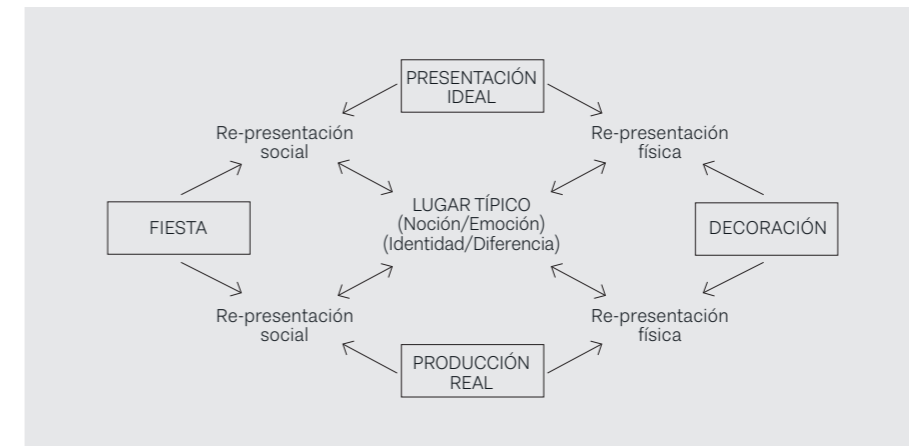 PRESENTACIÓN
IDEAL
Re-presentación
social
Re-presentación
física
FIESTA
LUGAR TÍPICO
(Noción/Emoción)
(Identidad/Diferencia)
DECORACIÓN
Re-presentación
social
Re-presentación
física
PRODUCCIÓN
REAL